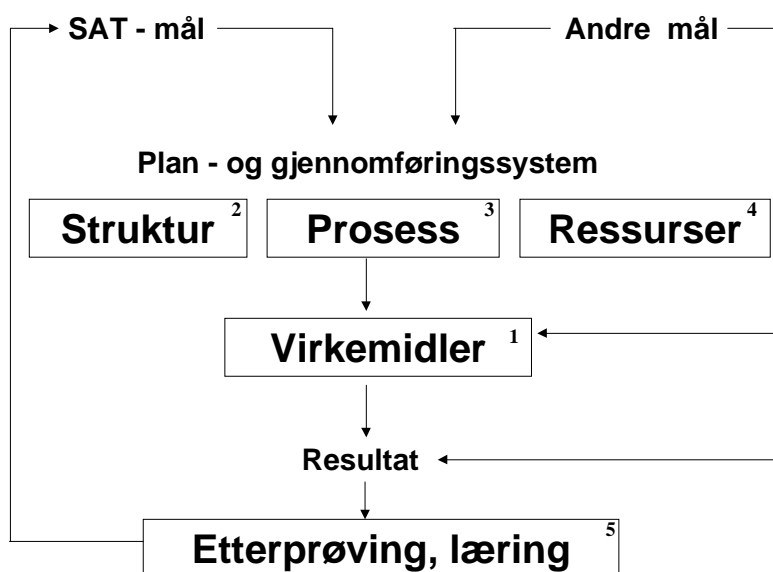 SAT - mål Andre mål
Plan - og gjennomføringssystem
Struktur 2 Prosess 3 Ressurser 4
Virkemidler 1
Resultat
Etterprøving, læring 5